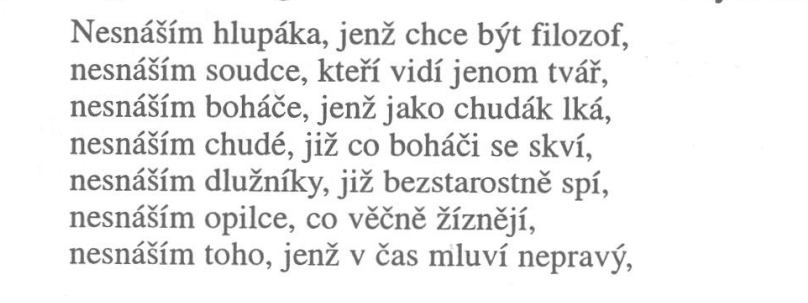 Nesnáším hlupáka, jenž chce být filozof,
nesnáším soudce, kteří vidí jenom tvář,
nesnáším boháče, jenž jako chudák lká,
nesnáším chudé, již co boháči se skví,
nesnáším dlužníky, již bezstarostně spí,
nesnáším opilce, co věčně žíznějí,
nesnáším toho, jenž v čas mluví nepravý,